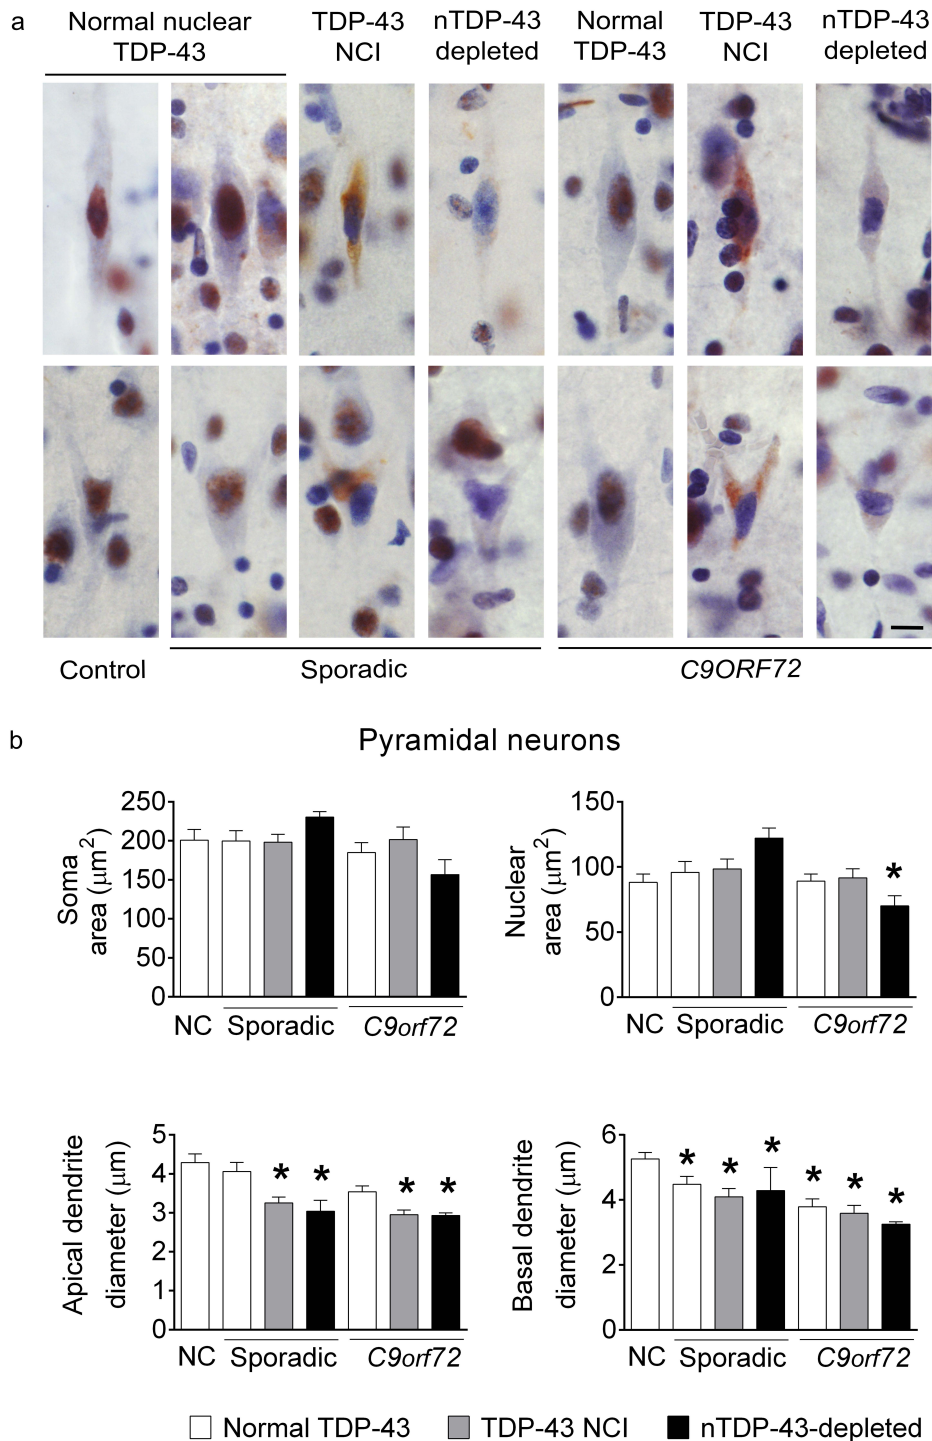 a
Normal nuclear
TDP-43
TDP-43
NCI
nTDP-43
depleted
Normal
TDP-43
TDP-43
NCI
nTDP-43
depleted
Control
Sporadic
C9ORF72
b
Pyramidal neurons
Soma
area (μm²)
250
200
150
100
50
0
NC
Sporadic
C9orf72
Nuclear
area (μm²)
150
100
50
0
*
NC
Sporadic
C9orf72
Apical dendrite
diameter (μm)
5
4
3
2
1
0
* * * *
NC
Sporadic
C9orf72
Basal dendrite
diameter (μm)
6
4
2
0
* * * * * *
NC
Sporadic
C9orf72
Normal TDP-43
TDP-43 NCI
nTDP-43-depleted